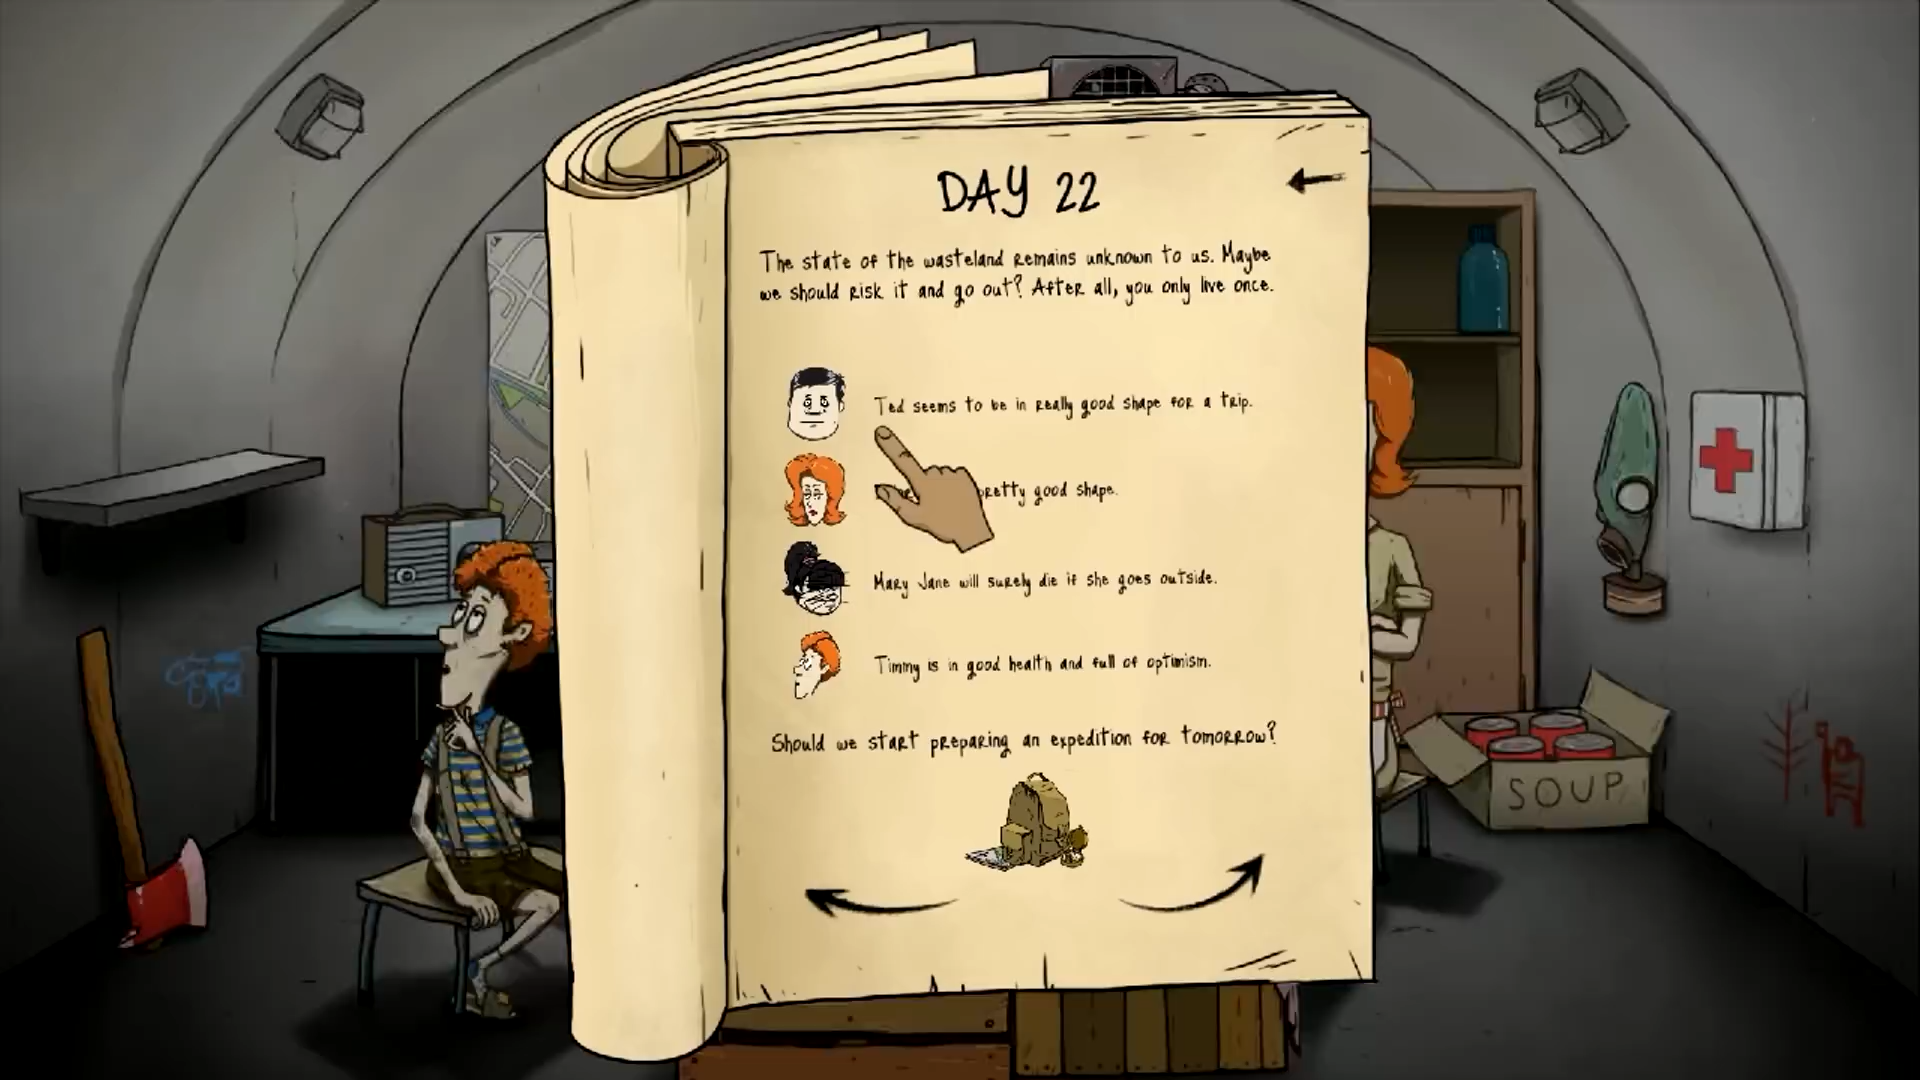 DAY 22
The state of the wasteland remains unknown to us. Maybe
we should risk it and go out? After all, you only live once.
Ted seems to be in really good shape for a trip.
pretty good shape.
Mary Jane will surely die if she goes outside.
Timmy is in good health and full of optimism.
Should we start preparing an expedition for tomorrow?
SOUP